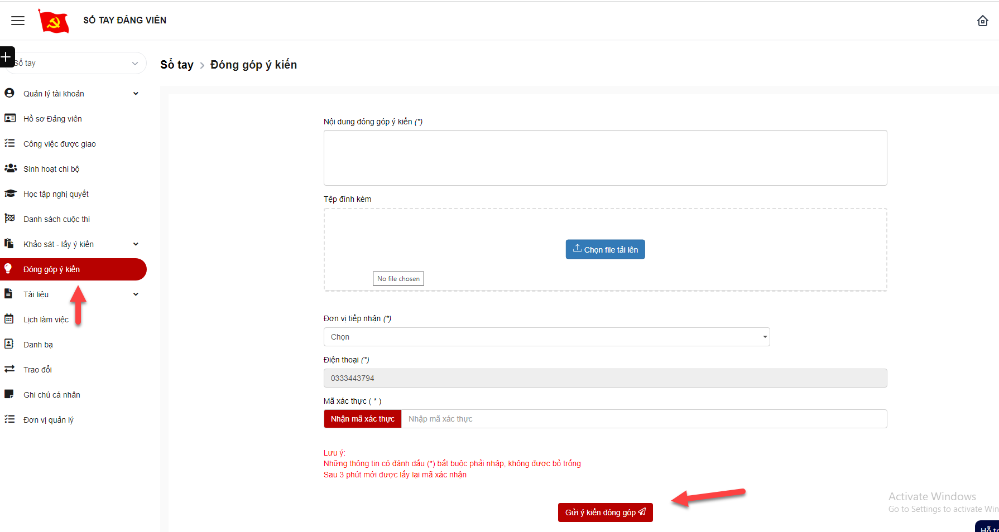 SỔ TAY ĐẢNG VIÊN
Sổ tay
Sổ tay > Đóng góp ý kiến
Quản lý tài khoản
Hồ sơ Đảng viên
Công việc được giao
Sinh hoạt chi bộ
Học tập nghị quyết
Danh sách cuộc thi
Khảo sát - lấy ý kiến
Đóng góp ý kiến
Tài liệu
Lịch làm việc
Danh bạ
Trao đổi
Ghi chú cá nhân
Đơn vị quản lý
Nội dung đóng góp ý kiến (*)
Tệp đính kèm
Chọn file tải lên
No file chosen
Đơn vị tiếp nhận (*)
Chọn
Điện thoại (*)
0333443794
Mã xác thực ( * )
Nhận mã xác thực
Nhập mã xác thực
Lưu ý:
Những thông tin có đánh dấu (*) bắt buộc phải nhập, không được bỏ trống
Sau 3 phút mới được lấy lại mã xác nhận
Gửi ý kiến đóng góp
Activate Windows
Go to Settings to activate Win
Hỗ tr